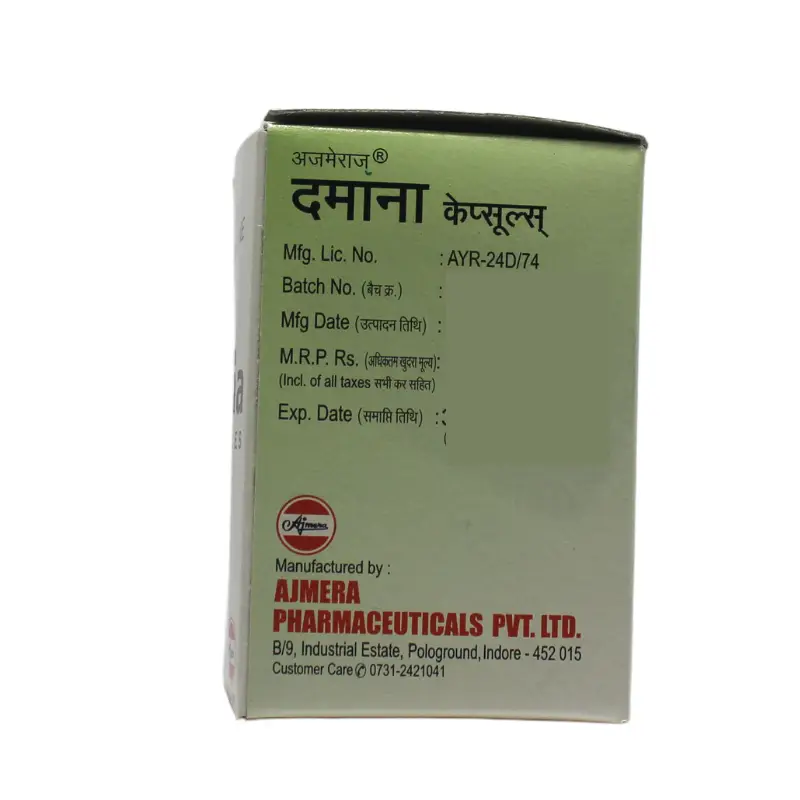 अजमेराज़®
दमाना केप्सूल्स्
Mfg. Lic. No. : AYR-24D/74
Batch No. (बैच क्र.) :
Mfg Date (उत्पादन तिथि) :
M.R.P. Rs. (अधिकतम खुदरा मूल्य):
(Incl. of all taxes सभी कर सहित)
Exp. Date (समाप्ति तिथि) :
Ajmera
Manufactured by :
AJMERA
PHARMACEUTICALS PVT. LTD.
B/9, Industrial Estate, Pologround, Indore - 452 015
Customer Care ✆ 0731-2421041